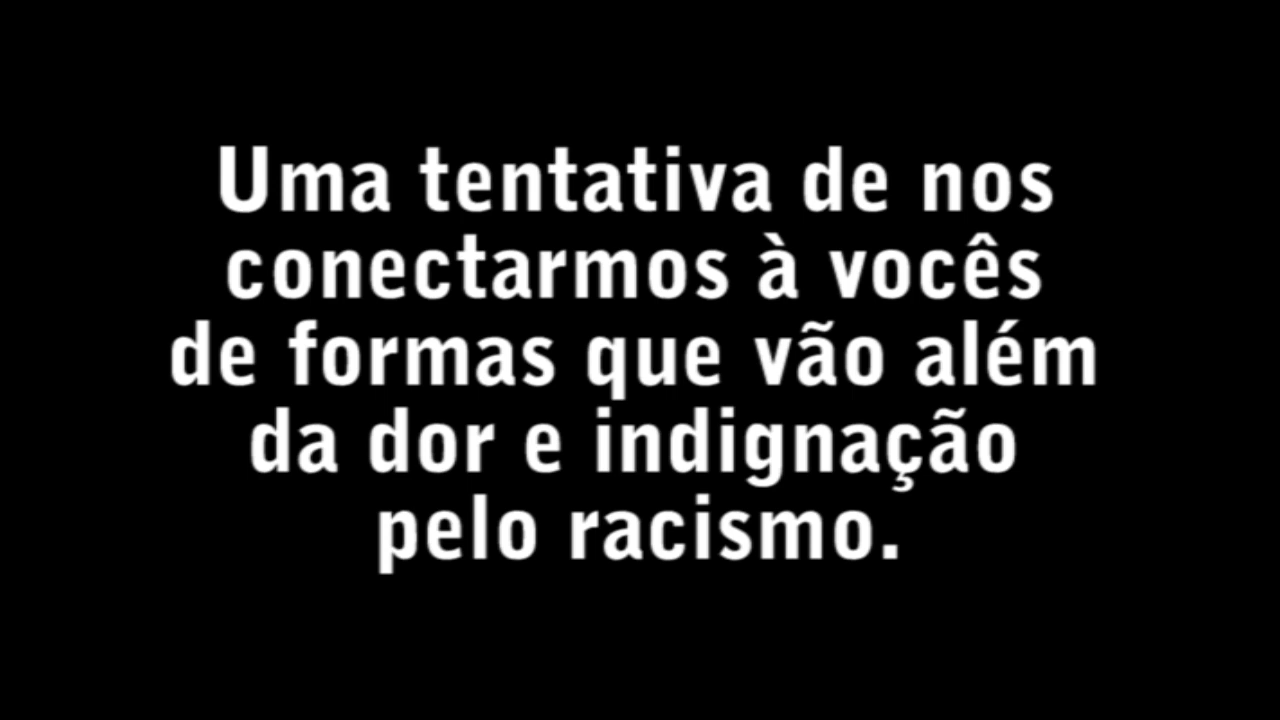 Uma tentativa de nos
conectarmos à vocês
de formas que vão além
da dor e indignação
pelo racismo.